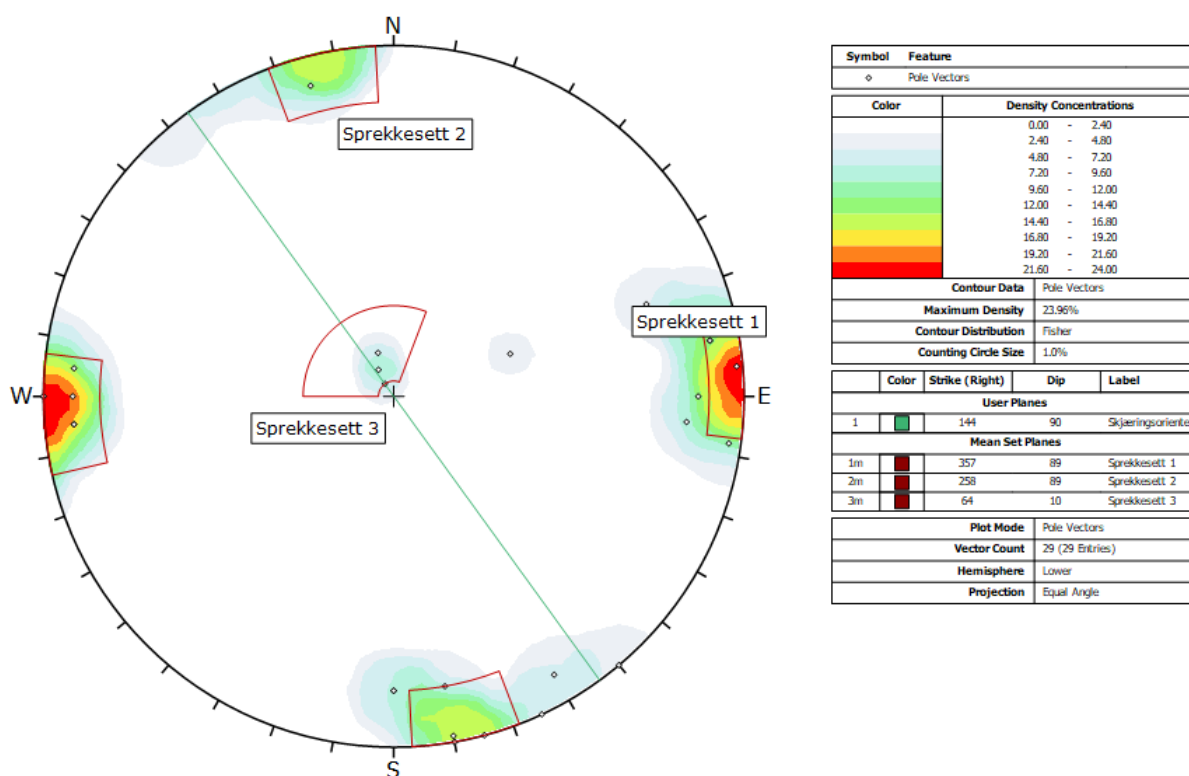 N
Sprekkesett 2
Sprekkesett 1
W
E
Sprekkesett 3
S
Symbol Feature
Pole Vectors
Color Density Concentrations
0.00 - 2.40
2.40 - 4.80
4.80 - 7.20
7.20 - 9.60
9.60 - 12.00
12.00 - 14.40
14.40 - 16.80
16.80 - 19.20
19.20 - 21.60
21.60 - 24.00
Contour Data Pole Vectors
Maximum Density 23.96%
Contour Distribution Fisher
Counting Circle Size 1.0%
Color Strike (Right) Dip Label
User Planes
1 144 90 Skjæringsoriente
Mean Set Planes
1m 357 89 Sprekkesett 1
2m 258 89 Sprekkesett 2
3m 64 10 Sprekkesett 3
Plot Mode Pole Vectors
Vector Count 29 (29 Entries)
Hemisphere Lower
Projection Equal Angle